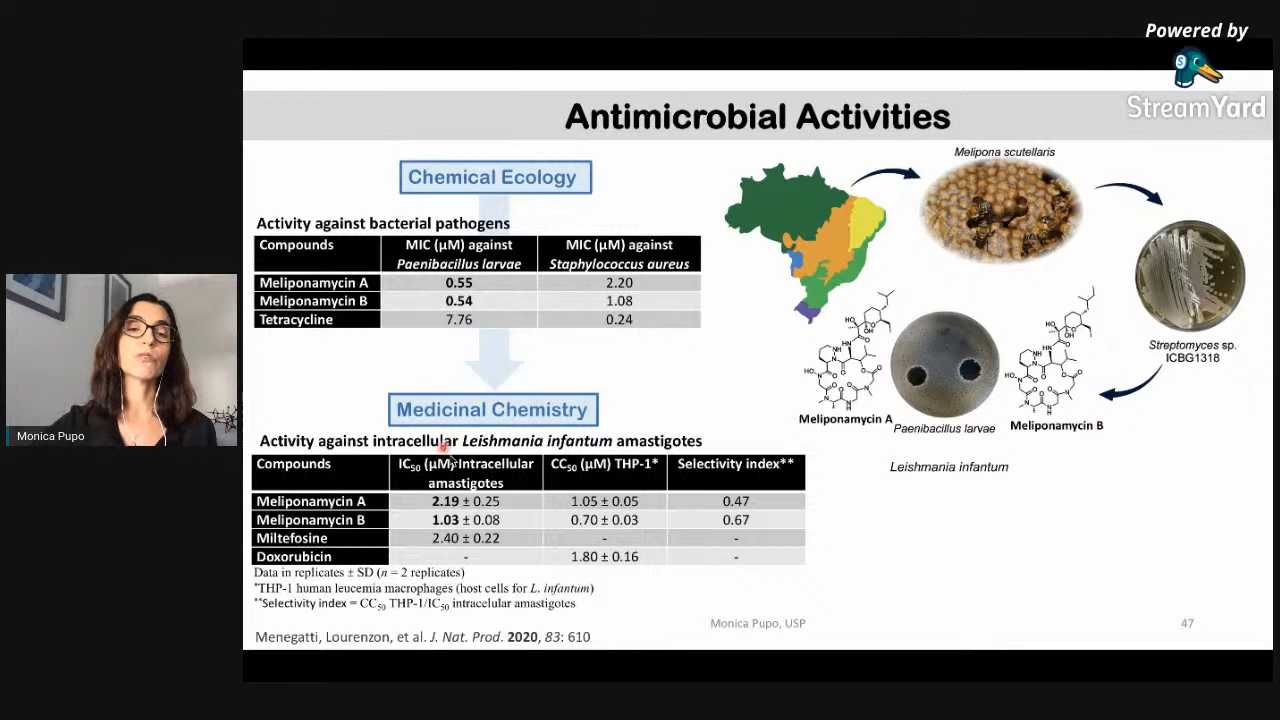 Powered by
StreamYard
Antimicrobial Activities
Chemical Ecology
Activity against bacterial pathogens
Compounds MIC (µM) against Paenibacillus larvae MIC (µM) against Staphylococcus aureus
Meliponamycin A 0.55 2.20
Meliponamycin B 0.54 1.08
Tetracycline 7.76 0.24
Medicinal Chemistry
Activity against intracellular Leishmania infantum amastigotes
Compounds IC50 (µM) Intracellular amastigotes CC50 (µM) THP-1* Selectivity index**
Meliponamycin A 2.19 ± 0.25 1.05 ± 0.05 0.47
Meliponamycin B 1.03 ± 0.08 0.70 ± 0.03 0.67
Miltefosine 2.40 ± 0.22 - -
Doxorubicin - 1.80 ± 0.16 -
Data in replicates ± SD (n = 2 replicates)
*THP-1 human leucemia macrophages (host cells for L. infantum)
**Selectivity index = CC50 THP-1/IC50 intracelular amastigotes
Menegatti, Lourenzon, et al. J. Nat. Prod. 2020, 83: 610
Melipona scutellaris
Streptomyces sp.
ICBG1318
Meliponamycin A
Paenibacillus larvae
Meliponamycin B
Leishmania infantum
Monica Pupo, USP
47
Monica Pupo